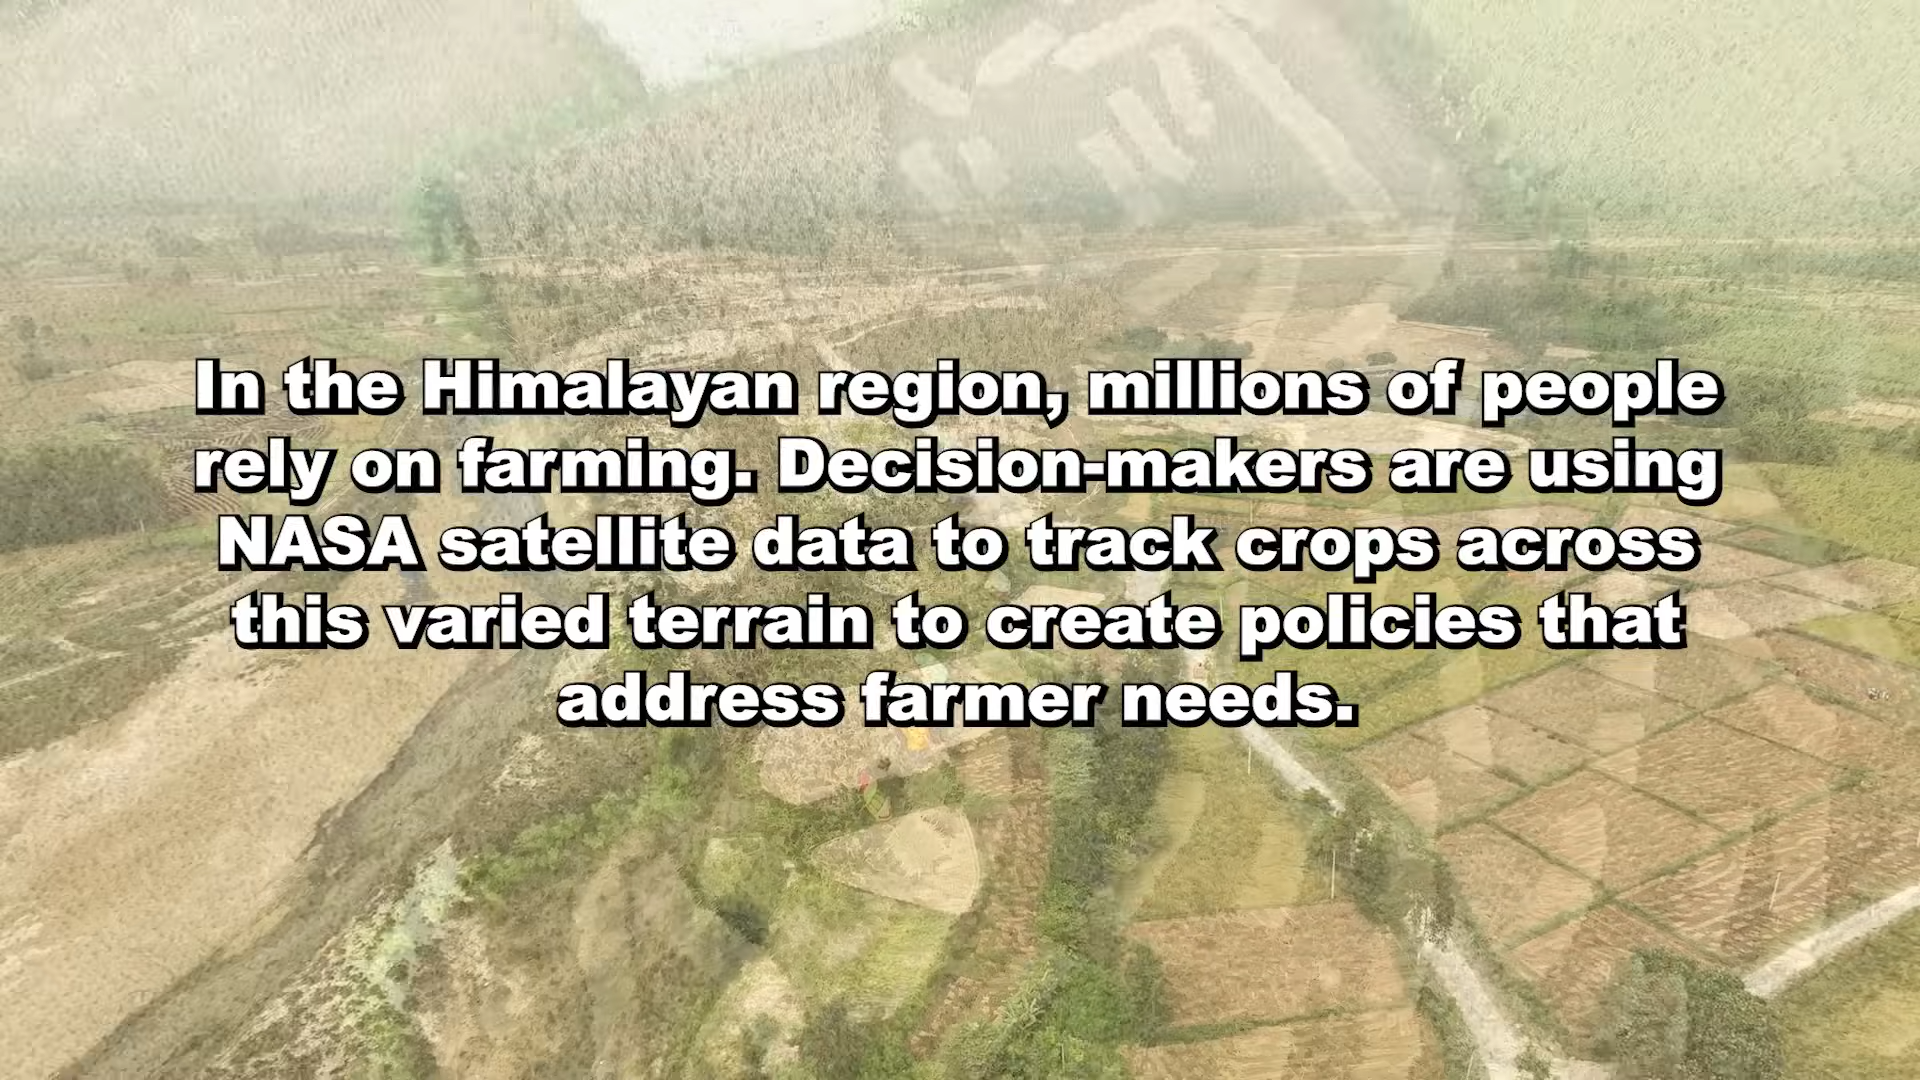 In the Himalayan region, millions of people
rely on farming. Decision-makers are using
NASA satellite data to track crops across
this varied terrain to create policies that
address farmer needs.